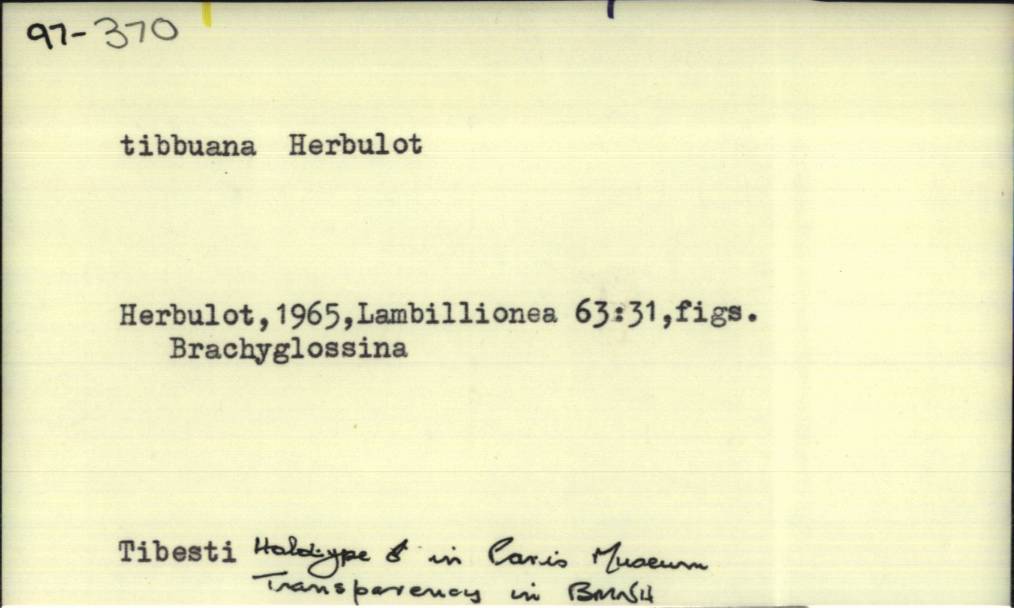 97-370
tibbuana Herbulot
Herbulot,1965,Lambillionea 63:31,figs.
Brachyglossina
Tibesti Holotype ♂ in Paris Museum
Transparency in BMNH